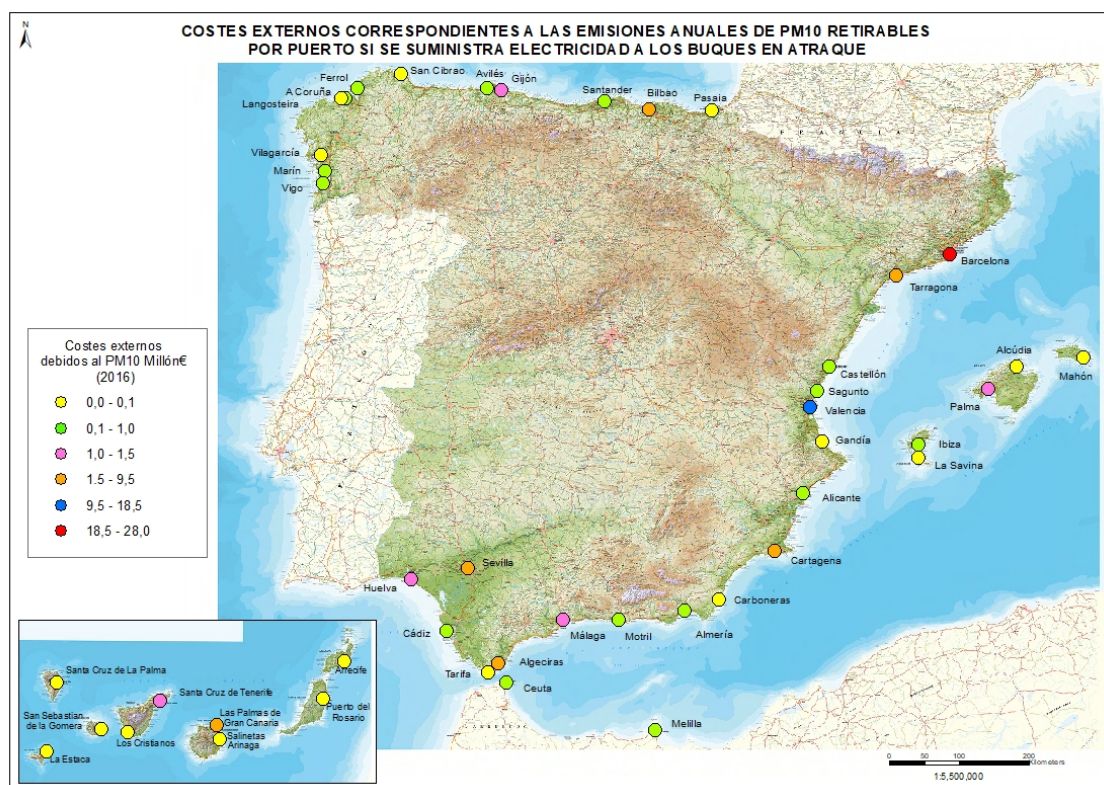 N
COSTES EXTERNOS CORRESPONDIENTES A LAS EMISIONES ANUALES DE PM10 RETIRABLES
POR PUERTO SI SE SUMINISTRA ELECTRICIDAD A LOS BUQUES EN ATRAQUE
San Cibrao
Ferrol
Avilés
Gijón
A Coruña
Langosteira
Santander
Bilbao
Pasaia
Vilagarcía
Marín
Vigo
Barcelona
Tarragona
Costes externos
debidos al PM10 Millón€
(2016)
0,0 - 0,1
0,1 - 1,0
1,0 - 1,5
1.5 - 9,5
9,5 - 18,5
18,5 - 28,0
Alcúdia
Mahón
Castellón
Sagunto
Palma
Valencia
Gandía
Ibiza
La Savina
Alicante
Cartagena
Sevilla
Huelva
Carboneras
Cádiz
Málaga
Motril
Almería
Algeciras
Tarifa
Ceuta
Melilla
Arrecife
Santa Cruz de La Palma
Santa Cruz de Tenerife
Puerto del
Rosario
San Sebastian
de la Gomera
Las Palmas de
Gran Canaria
Los Cristianos
Salinetas
Arinaga
La Estaca
0 50 100 200
Kilometers
1:5,500,000